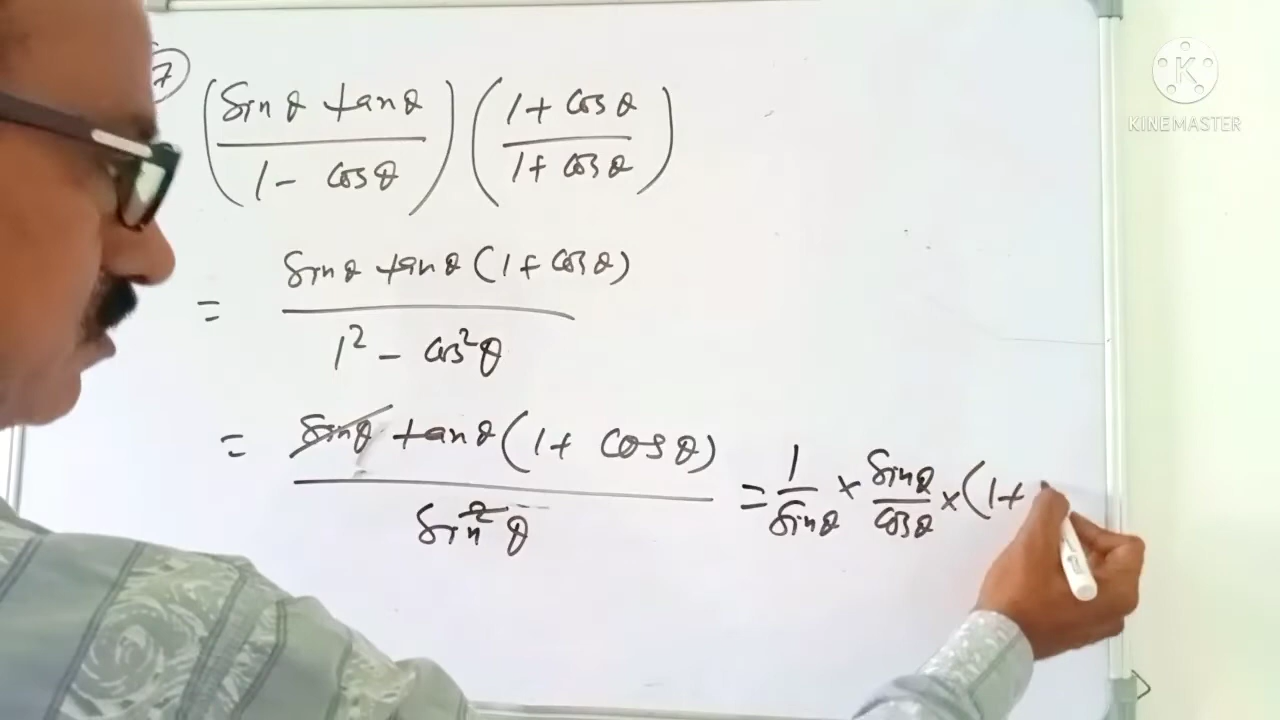 7
(sinθ tanθ / 1 - cosθ) (1 + cosθ / 1 + cosθ)
= sinθ tanθ (1 + cosθ) / 1² - cos²θ
= sinθ tanθ (1 + cosθ) / sin²θ = 1/sinθ × sinθ/cosθ × (1+
K
KINEMASTER